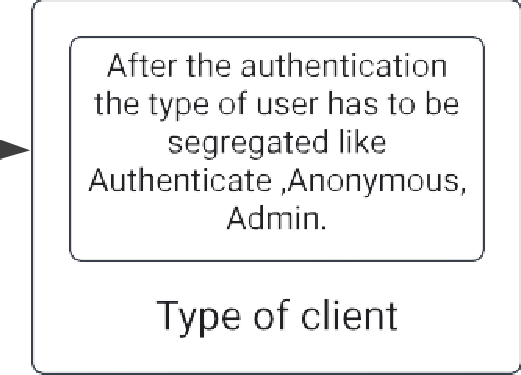 After the authentication
the type of user has to be
segregated like
Authenticate ,Anonymous,
Admin.
Type of client